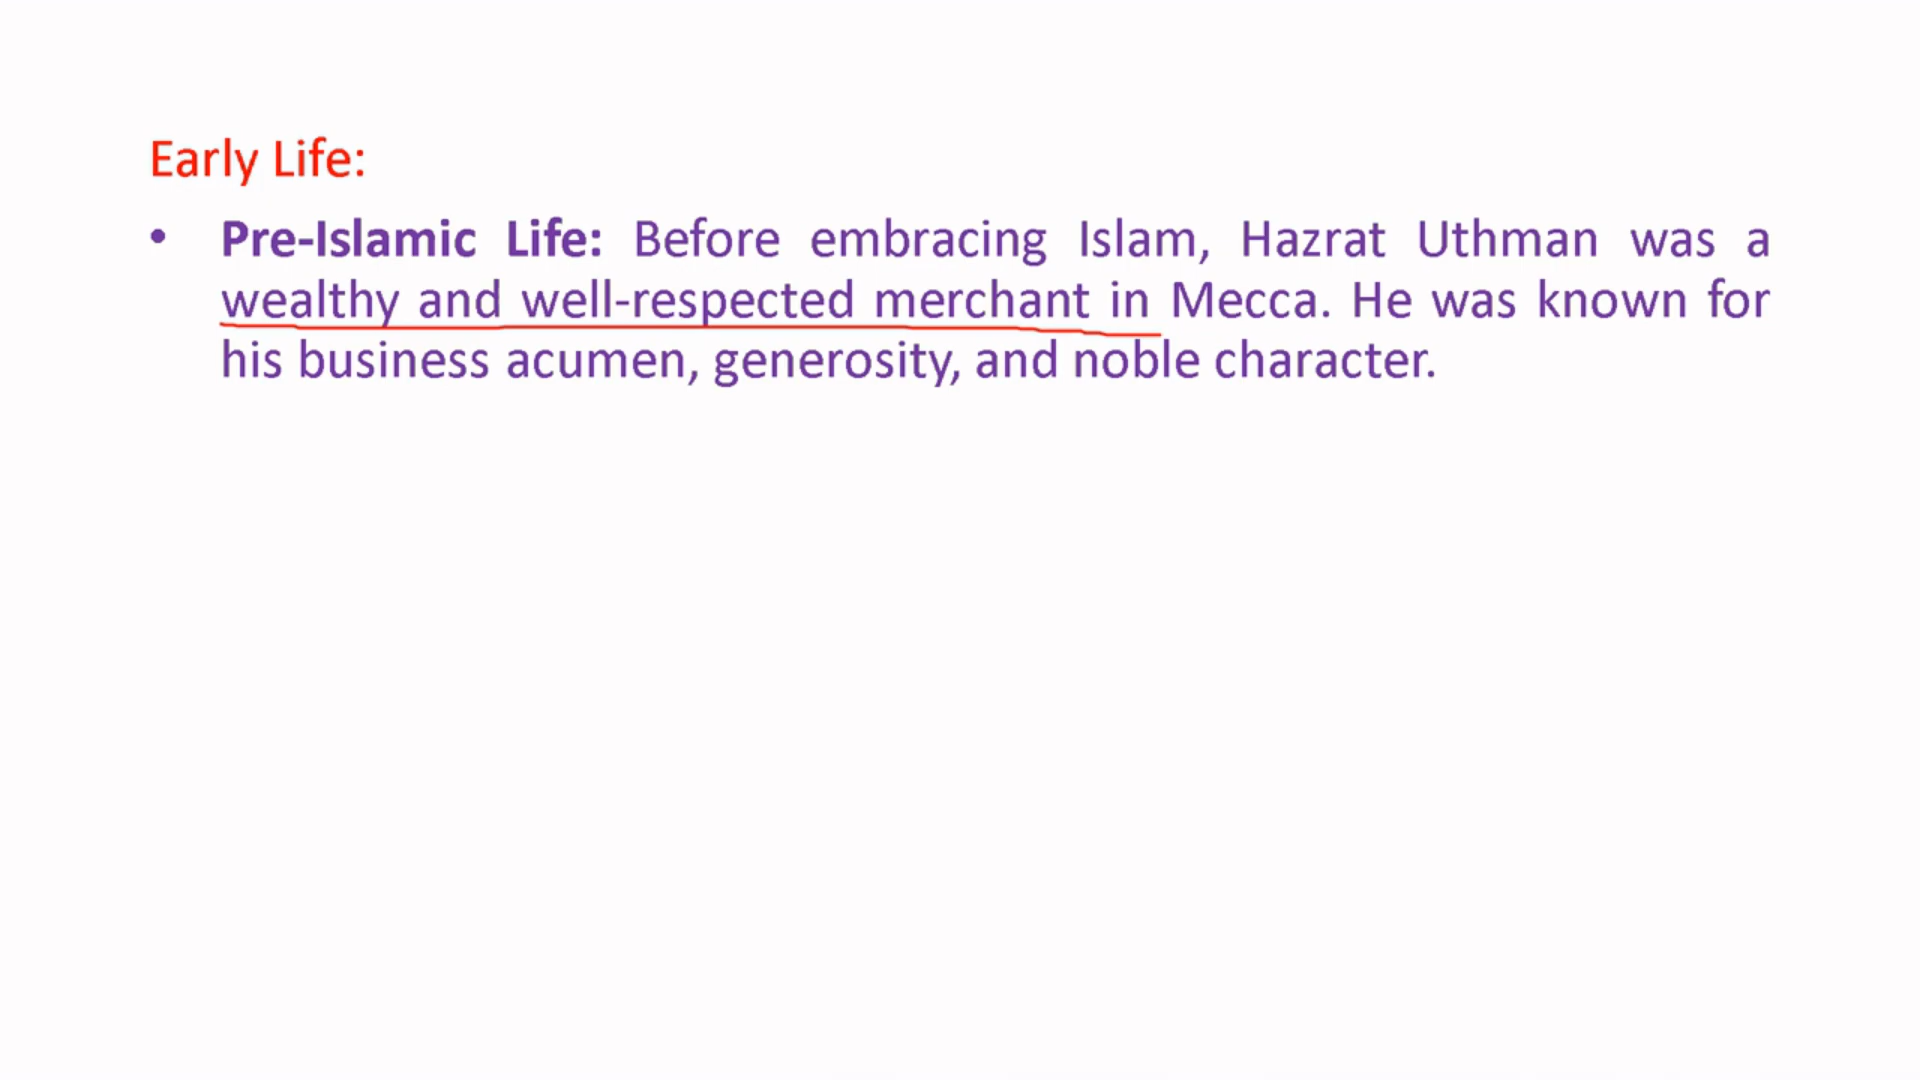 Early Life:
• Pre-Islamic Life: Before embracing Islam, Hazrat Uthman was a
wealthy and well-respected merchant in Mecca. He was known for
his business acumen, generosity, and noble character.